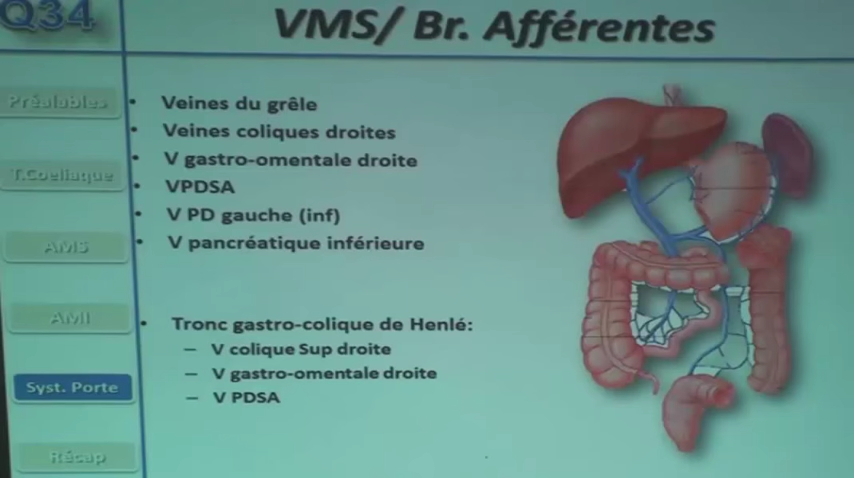 Q34
VMS/ Br. Afférentes
Préalables
T.Coeliaque
AMS
AMI
Syst. Porte
Récap
• Veines du grêle
• Veines coliques droites
• V gastro-omentale droite
• VPDSA
• V PD gauche (inf)
• V pancréatique inférieure
• Tronc gastro-colique de Henlé:
– V colique Sup droite
– V gastro-omentale droite
– V PDSA